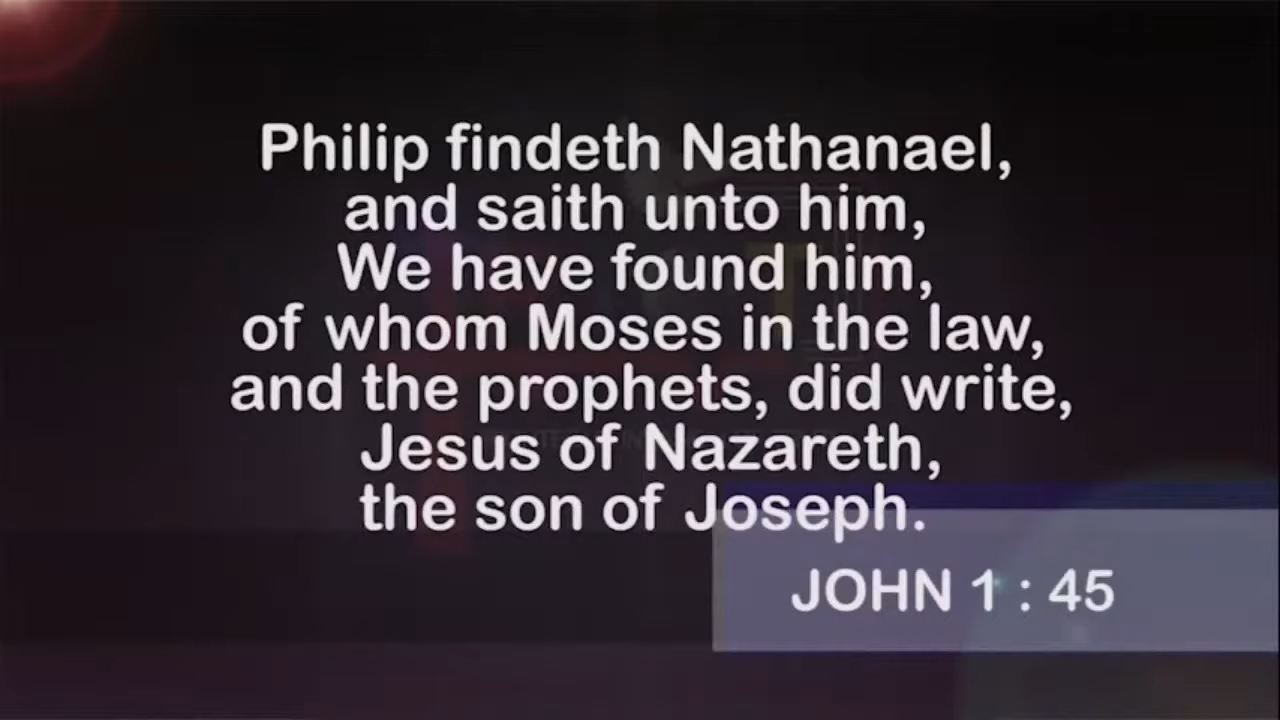 Philip findeth Nathanael,
and saith unto him,
We have found him,
of whom Moses in the law,
and the prophets, did write,
Jesus of Nazareth,
the son of Joseph.
JOHN 1 : 45